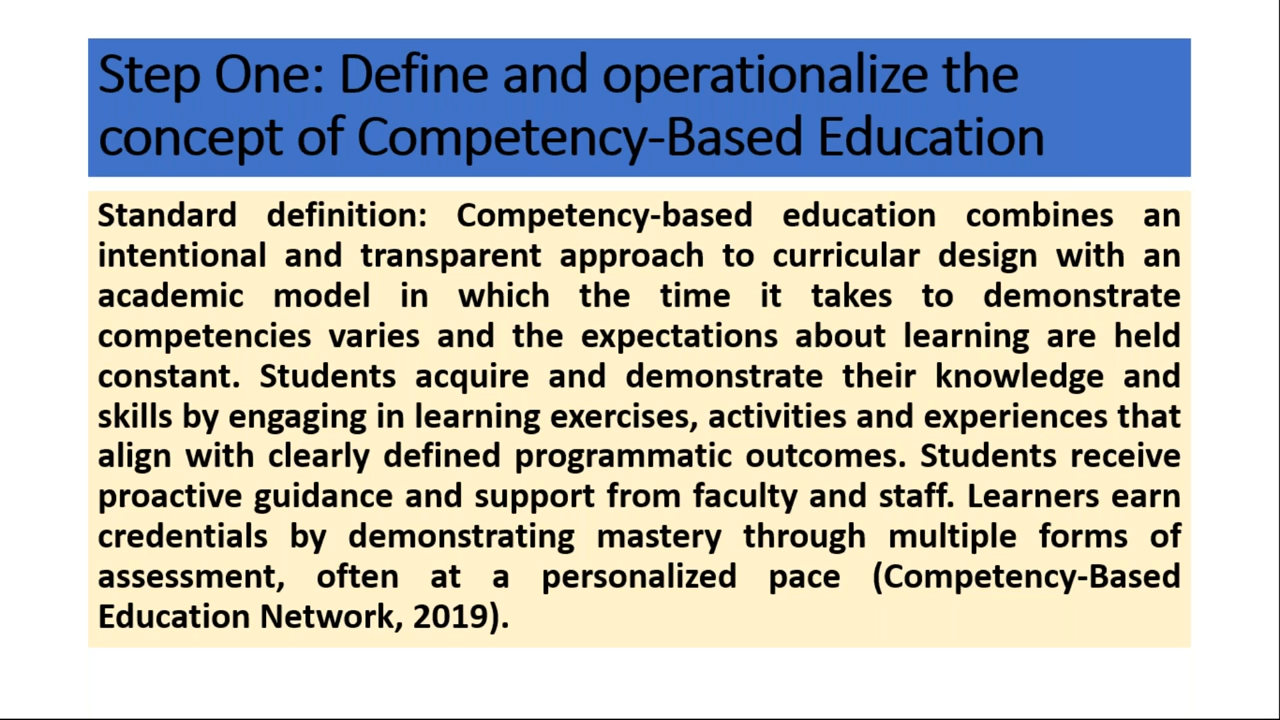 Step One: Define and operationalize the
concept of Competency-Based Education
Standard definition: Competency-based education combines an
intentional and transparent approach to curricular design with an
academic model in which the time it takes to demonstrate
competencies varies and the expectations about learning are held
constant. Students acquire and demonstrate their knowledge and
skills by engaging in learning exercises, activities and experiences that
align with clearly defined programmatic outcomes. Students receive
proactive guidance and support from faculty and staff. Learners earn
credentials by demonstrating mastery through multiple forms of
assessment, often at a personalized pace (Competency-Based
Education Network, 2019).